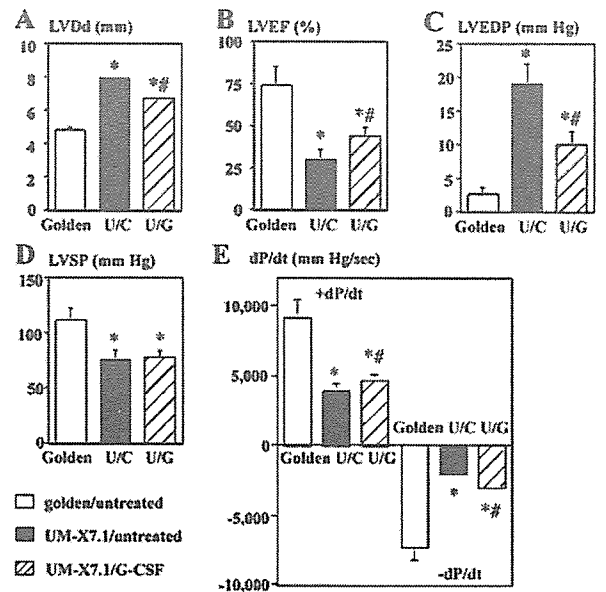 A LVDd (mm)
10
8
6
4
2
0
*
*#
Golden U/C U/G
B LVEF (%)
100
75
50
25
0
*
*#
Golden U/C U/G
C LVEDP (mm Hg)
25
20
15
10
5
0
*
*#
Golden U/C U/G
D LVSP (mm Hg)
150
100
50
0
*
*
Golden U/C U/G
E dP/dt (mm Hg/sec)
+dP/dt
10,000
5,000
0
-5,000
-10,000
*
*#
Golden U/C U/G
Golden U/C U/G
*
*#
-dP/dt
golden/untreated
UM-X7.1/untreated
UM-X7.1/G-CSF